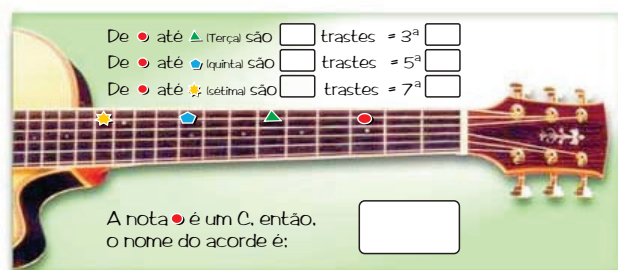 De até (Terça) são trastes = 3ª
De até (quinta) são trastes = 5ª
De até (sétima) são trastes = 7ª
A nota é um C, então,
o nome do acorde é: